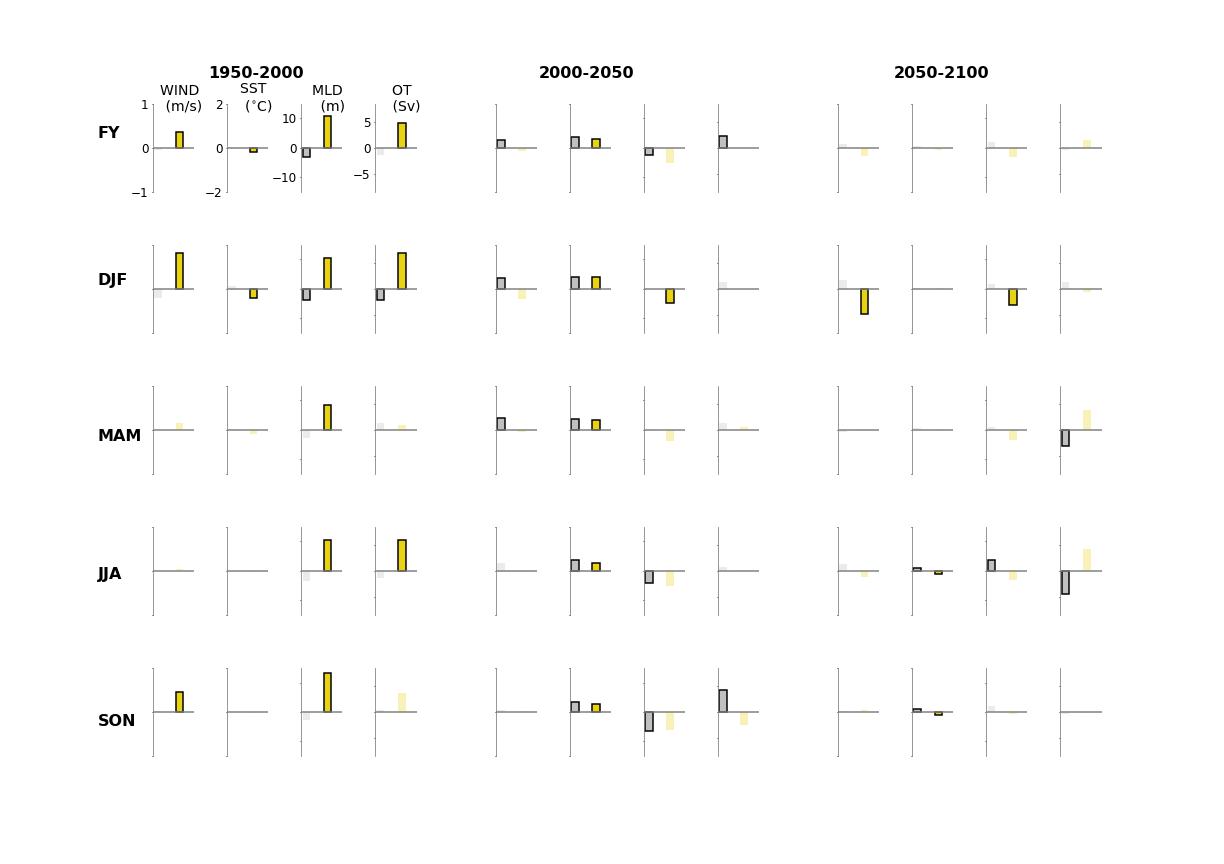 1950-2000 2000-2050 2050-2100
WIND (m/s) SST (˚C) MLD (m) OT (Sv)
1 2 10 5
FY 0 0 0 0
−1 −2 −10 −5
DJF
MAM
JJA
SON